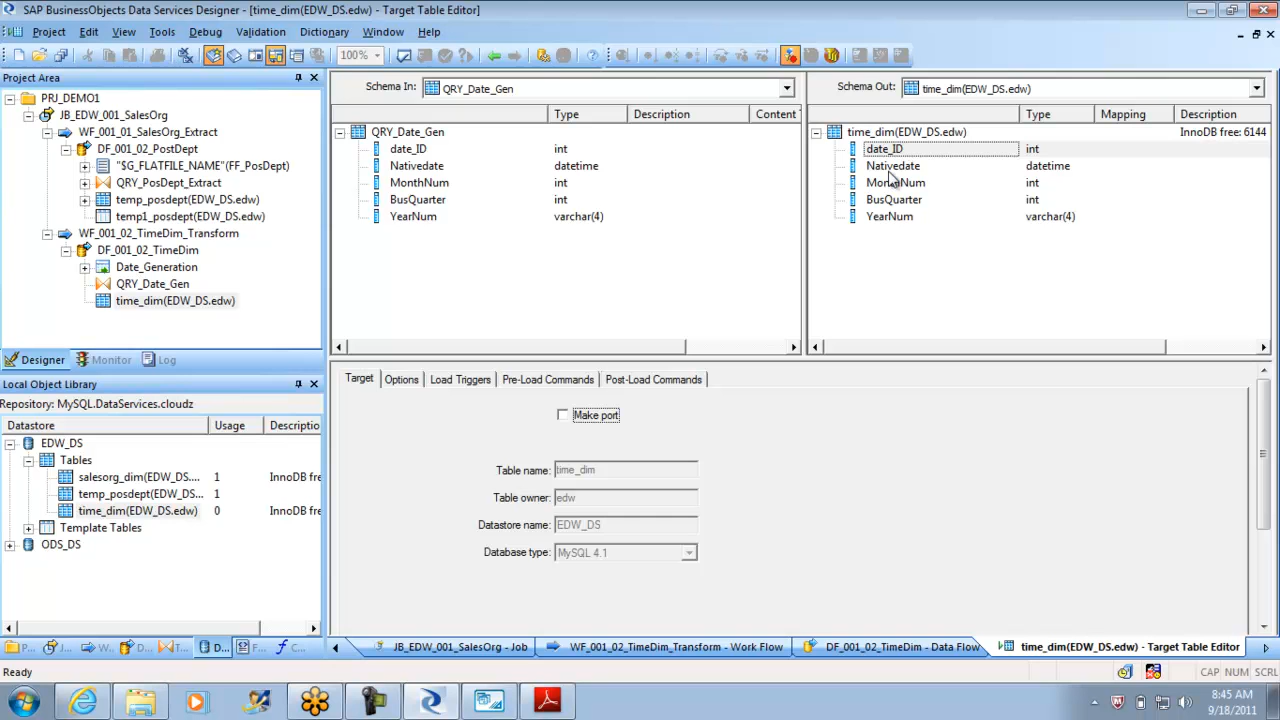 SAP BusinessObjects Data Services Designer - [time_dim(EDW_DS.edw) - Target Table Editor]
Project Edit View Tools Debug Validation Dictionary Window Help
100%
Project Area
PRJ_DEMO1
JB_EDW_001_SalesOrg
WF_001_01_SalesOrg_Extract
DF_001_02_PostDept
"$G_FLATFILE_NAME"(FF_PosDept)
QRY_PosDept_Extract
temp_posdept(EDW_DS.edw)
temp1_posdept(EDW_DS.edw)
WF_001_02_TimeDim_Transform
DF_001_02_TimeDim
Date_Generation
QRY_Date_Gen
time_dim(EDW_DS.edw)
Designer Monitor Log
Local Object Library
Repository: MySQL.DataServices.cloudz
Datastore Usage Descriptio
EDW_DS
Tables
salesorg_dim(EDW_DS.... 1 InnoDB fre
temp_posdept(EDW_DS... 1
time_dim(EDW_DS.edw) 0 InnoDB fre
Template Tables
ODS_DS
P... J... W... D... T... D... F... C...
Schema In: QRY_Date_Gen
Type Description Content
QRY_Date_Gen
date_ID int
Nativedate datetime
MonthNum int
BusQuarter int
YearNum varchar(4)
Schema Out: time_dim(EDW_DS.edw)
Type Mapping Description
time_dim(EDW_DS.edw) InnoDB free: 6144
date_ID int
Nativedate datetime
MonthNum int
BusQuarter int
YearNum varchar(4)
Target Options Load Triggers Pre-Load Commands Post-Load Commands
Make port
Table name: time_dim
Table owner: edw
Datastore name: EDW_DS
Database type: MySQL 4.1
JB_EDW_001_SalesOrg - Job WF_001_02_TimeDim_Transform - Work Flow DF_001_02_TimeDim - Data Flow time_dim(EDW_DS.edw) - Target Table Editor
Ready CAP NUM SCRL
8:45 AM
9/18/2011